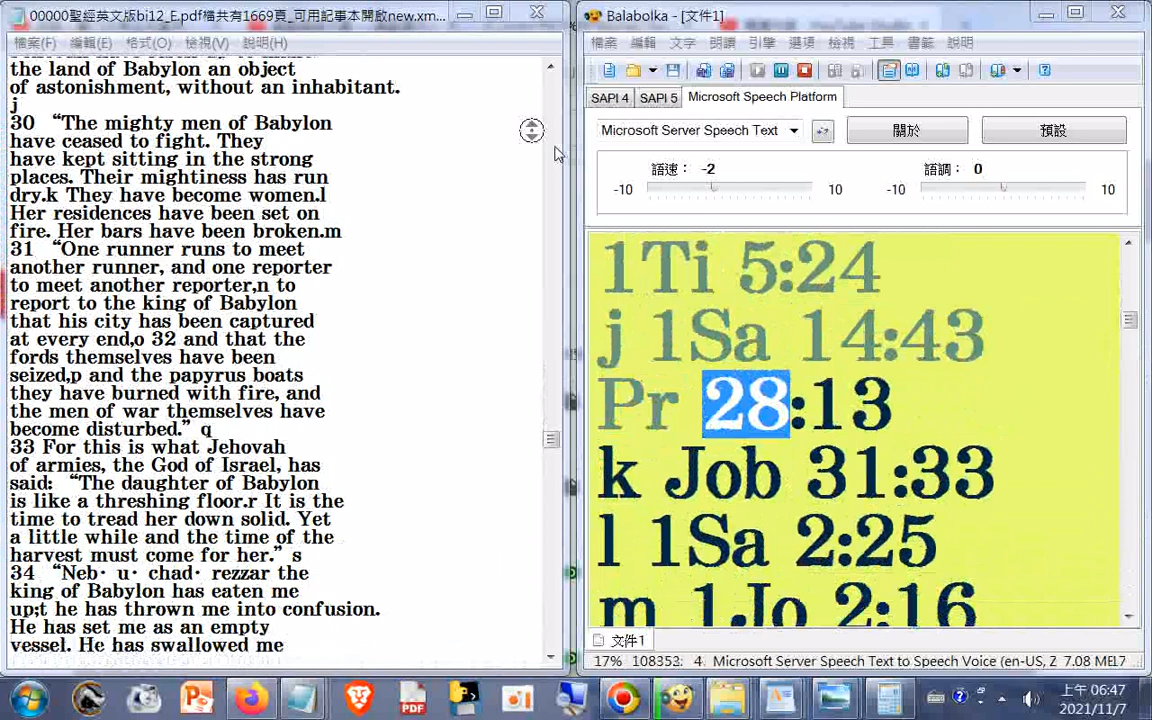 00000聖經英文版bi12_E.pdf檔共有1669頁_可用記事本開啟new.xm...
檔案(F) 編輯(E) 格式(O) 檢視(V) 說明(H)
the land of Babylon an object
of astonishment, without an inhabitant.
j
30 “The mighty men of Babylon
have ceased to fight. They
have kept sitting in the strong
places. Their mightiness has run
dry.k They have become women.l
Her residences have been set on
fire. Her bars have been broken.m
31 “One runner runs to meet
another runner, and one reporter
to meet another reporter,n to
report to the king of Babylon
that his city has been captured
at every end,o 32 and that the
fords themselves have been
seized,p and the papyrus boats
they have burned with fire, and
the men of war themselves have
become disturbed.” q
33 For this is what Jehovah
of armies, the God of Israel, has
said: “The daughter of Babylon
is like a threshing floor.r It is the
time to tread her down solid. Yet
a little while and the time of the
harvest must come for her.” s
34 “Neb· u· chad· rezzar the
king of Babylon has eaten me
up;t he has thrown me into confusion.
He has set me as an empty
vessel. He has swallowed me
Balabolka - [文件1]
檔案 編輯 文字 朗讀 引擎 選項 檢視 工具 書籤 說明
SAPI 4 SAPI 5 Microsoft Speech Platform
Microsoft Server Speech Text 關於 預設
語速: -2 語調: 0
-10 10 -10 10
1Ti 5:24
j 1Sa 14:43
Pr 28:13
k Job 31:33
l 1Sa 2:25
m 1Jo 2:16
文件1
17% 108353: 4. Microsoft Server Speech Text to Speech Voice (en-US, Z 7.08 ME
PDF
上午 06:47
2021/11/7